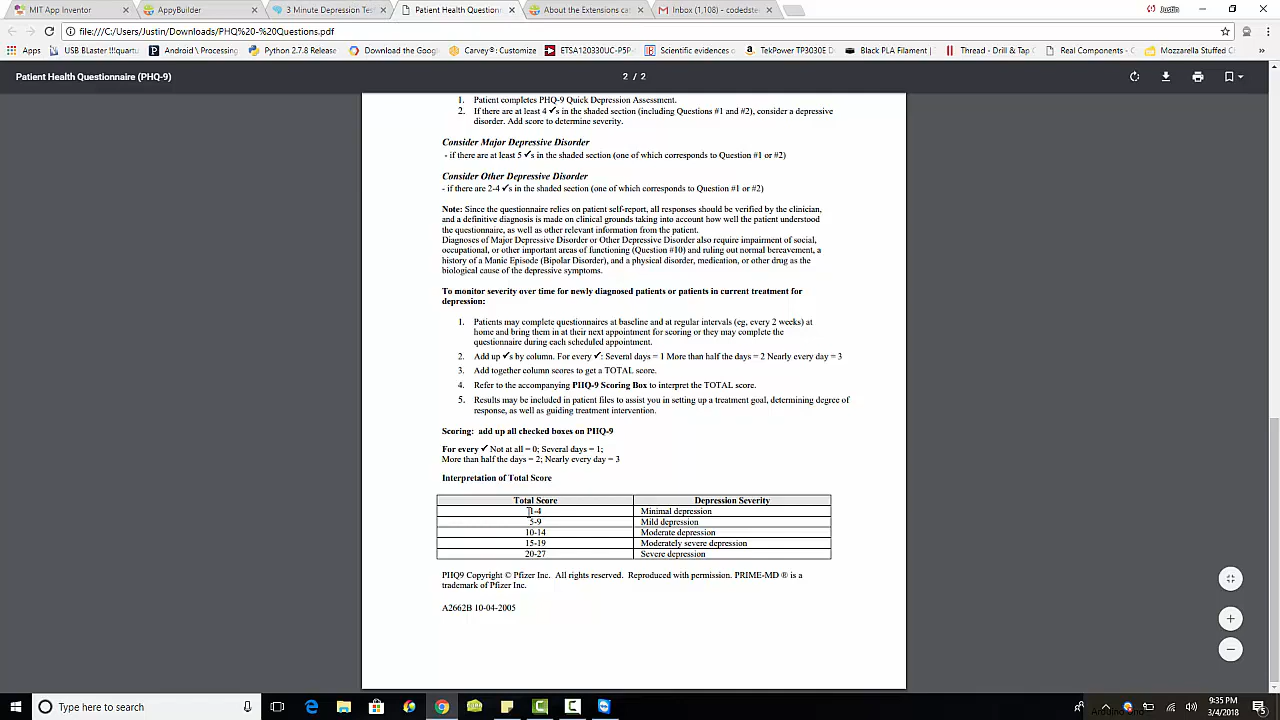 MIT App Inventor
AppyBuilder
3 Minute Depression Tes
Patient Health Question
About the Extensions cat
Inbox (1,108) - codedste
Justin
file:///C:/Users/Justin/Downloads/PHQ%20-%20Questions.pdf
Apps
USB Blaster !!!quartu
Android \ Processing
Python 2.7.8 Release
Download the Goog
Carvey®: Customize
ETSA120330UC-P5P-
Scientific evidences o
TekPower TP3030E D
Black PLA Filament |
Thread - Drill & Tap C
Real Components - C
Mozzarella Stuffed C
Patient Health Questionnaire (PHQ-9)
2 / 2
1. Patient completes PHQ-9 Quick Depression Assessment.
2. If there are at least 4 ✓s in the shaded section (including Questions #1 and #2), consider a depressive
disorder. Add score to determine severity.
Consider Major Depressive Disorder
- if there are at least 5 ✓s in the shaded section (one of which corresponds to Question #1 or #2)
Consider Other Depressive Disorder
- if there are 2-4 ✓s in the shaded section (one of which corresponds to Question #1 or #2)
Note: Since the questionnaire relies on patient self-report, all responses should be verified by the clinician,
and a definitive diagnosis is made on clinical grounds taking into account how well the patient understood
the questionnaire, as well as other relevant information from the patient.
Diagnoses of Major Depressive Disorder or Other Depressive Disorder also require impairment of social,
occupational, or other important areas of functioning (Question #10) and ruling out normal bereavement, a
history of a Manic Episode (Bipolar Disorder), and a physical disorder, medication, or other drug as the
biological cause of the depressive symptoms.
To monitor severity over time for newly diagnosed patients or patients in current treatment for
depression:
1. Patients may complete questionnaires at baseline and at regular intervals (eg, every 2 weeks) at
home and bring them in at their next appointment for scoring or they may complete the
questionnaire during each scheduled appointment.
2. Add up ✓s by column. For every ✓: Several days = 1 More than half the days = 2 Nearly every day = 3
3. Add together column scores to get a TOTAL score.
4. Refer to the accompanying PHQ-9 Scoring Box to interpret the TOTAL score.
5. Results may be included in patient files to assist you in setting up a treatment goal, determining degree of
response, as well as guiding treatment intervention.
Scoring: add up all checked boxes on PHQ-9
For every ✓ Not at all = 0; Several days = 1;
More than half the days = 2; Nearly every day = 3
Interpretation of Total Score
Total Score Depression Severity
1-4 Minimal depression
5-9 Mild depression
10-14 Moderate depression
15-19 Moderately severe depression
20-27 Severe depression
PHQ9 Copyright © Pfizer Inc. All rights reserved. Reproduced with permission. PRIME-MD ® is a
trademark of Pfizer Inc.
A2662B 10-04-2005
Type here to search
9:35 PM
3/4/2018
Arduino Uno